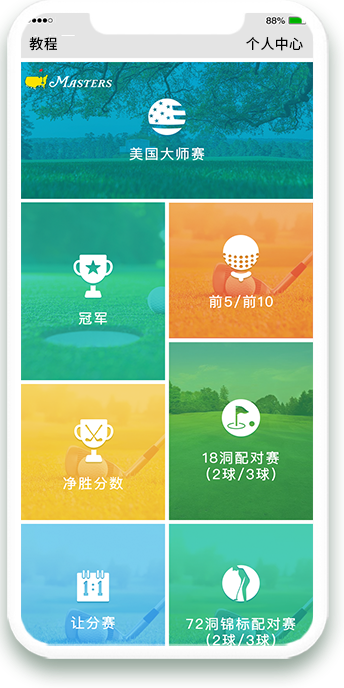 88%
教程 个人中心
Masters
美国大师赛
冠军
前5/前10
18洞配对赛
(2球/3球)
净胜分数
1:1
让分赛
72洞锦标配对赛
(2球/3球)